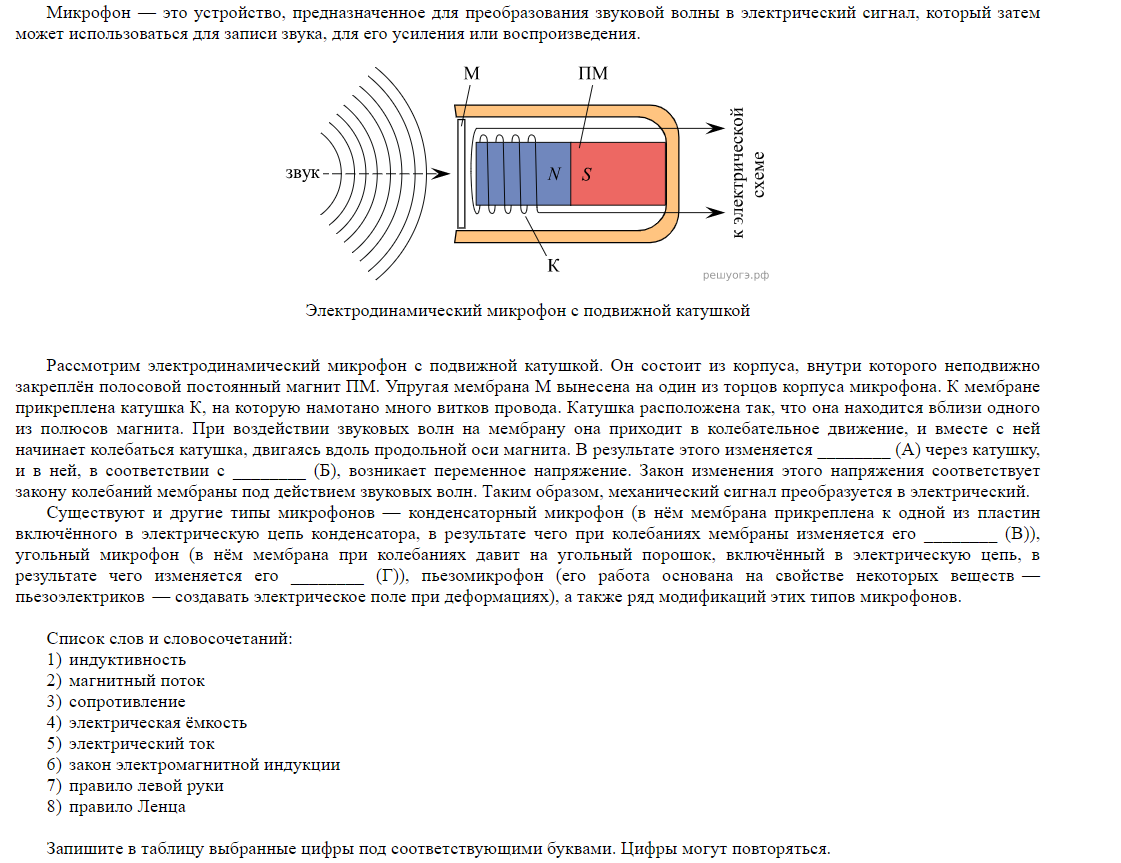 Микрофон — это устройство, предназначенное для преобразования звуковой волны в электрический сигнал, который затем
может использоваться для записи звука, для его усиления или воспроизведения.
М
ПМ
звук
N
S
К
к электрической
схеме
решуогэ.рф
Электродинамический микрофон с подвижной катушкой
Рассмотрим электродинамический микрофон с подвижной катушкой. Он состоит из корпуса, внутри которого неподвижно
закреплён полосовой постоянный магнит ПМ. Упругая мембрана М вынесена на один из торцов корпуса микрофона. К мембране
прикреплена катушка К, на которую намотано много витков провода. Катушка расположена так, что она находится вблизи одного
из полюсов магнита. При воздействии звуковых волн на мембрану она приходит в колебательное движение, и вместе с ней
начинает колебаться катушка, двигаясь вдоль продольной оси магнита. В результате этого изменяется ________ (А) через катушку,
и в ней, в соответствии с ________ (Б), возникает переменное напряжение. Закон изменения этого напряжения соответствует
закону колебаний мембраны под действием звуковых волн. Таким образом, механический сигнал преобразуется в электрический.
Существуют и другие типы микрофонов — конденсаторный микрофон (в нём мембрана прикреплена к одной из пластин
включённого в электрическую цепь конденсатора, в результате чего при колебаниях мембраны изменяется его ________ (В)),
угольный микрофон (в нём мембрана при колебаниях давит на угольный порошок, включённый в электрическую цепь, в
результате чего изменяется его ________ (Г)), пьезомикрофон (его работа основана на свойстве некоторых веществ —
пьезоэлектриков — создавать электрическое поле при деформациях), а также ряд модификаций этих типов микрофонов.
Список слов и словосочетаний:
1) индуктивность
2) магнитный поток
3) сопротивление
4) электрическая ёмкость
5) электрический ток
6) закон электромагнитной индукции
7) правило левой руки
8) правило Ленца
Запишите в таблицу выбранные цифры под соответствующими буквами. Цифры могут повторяться.